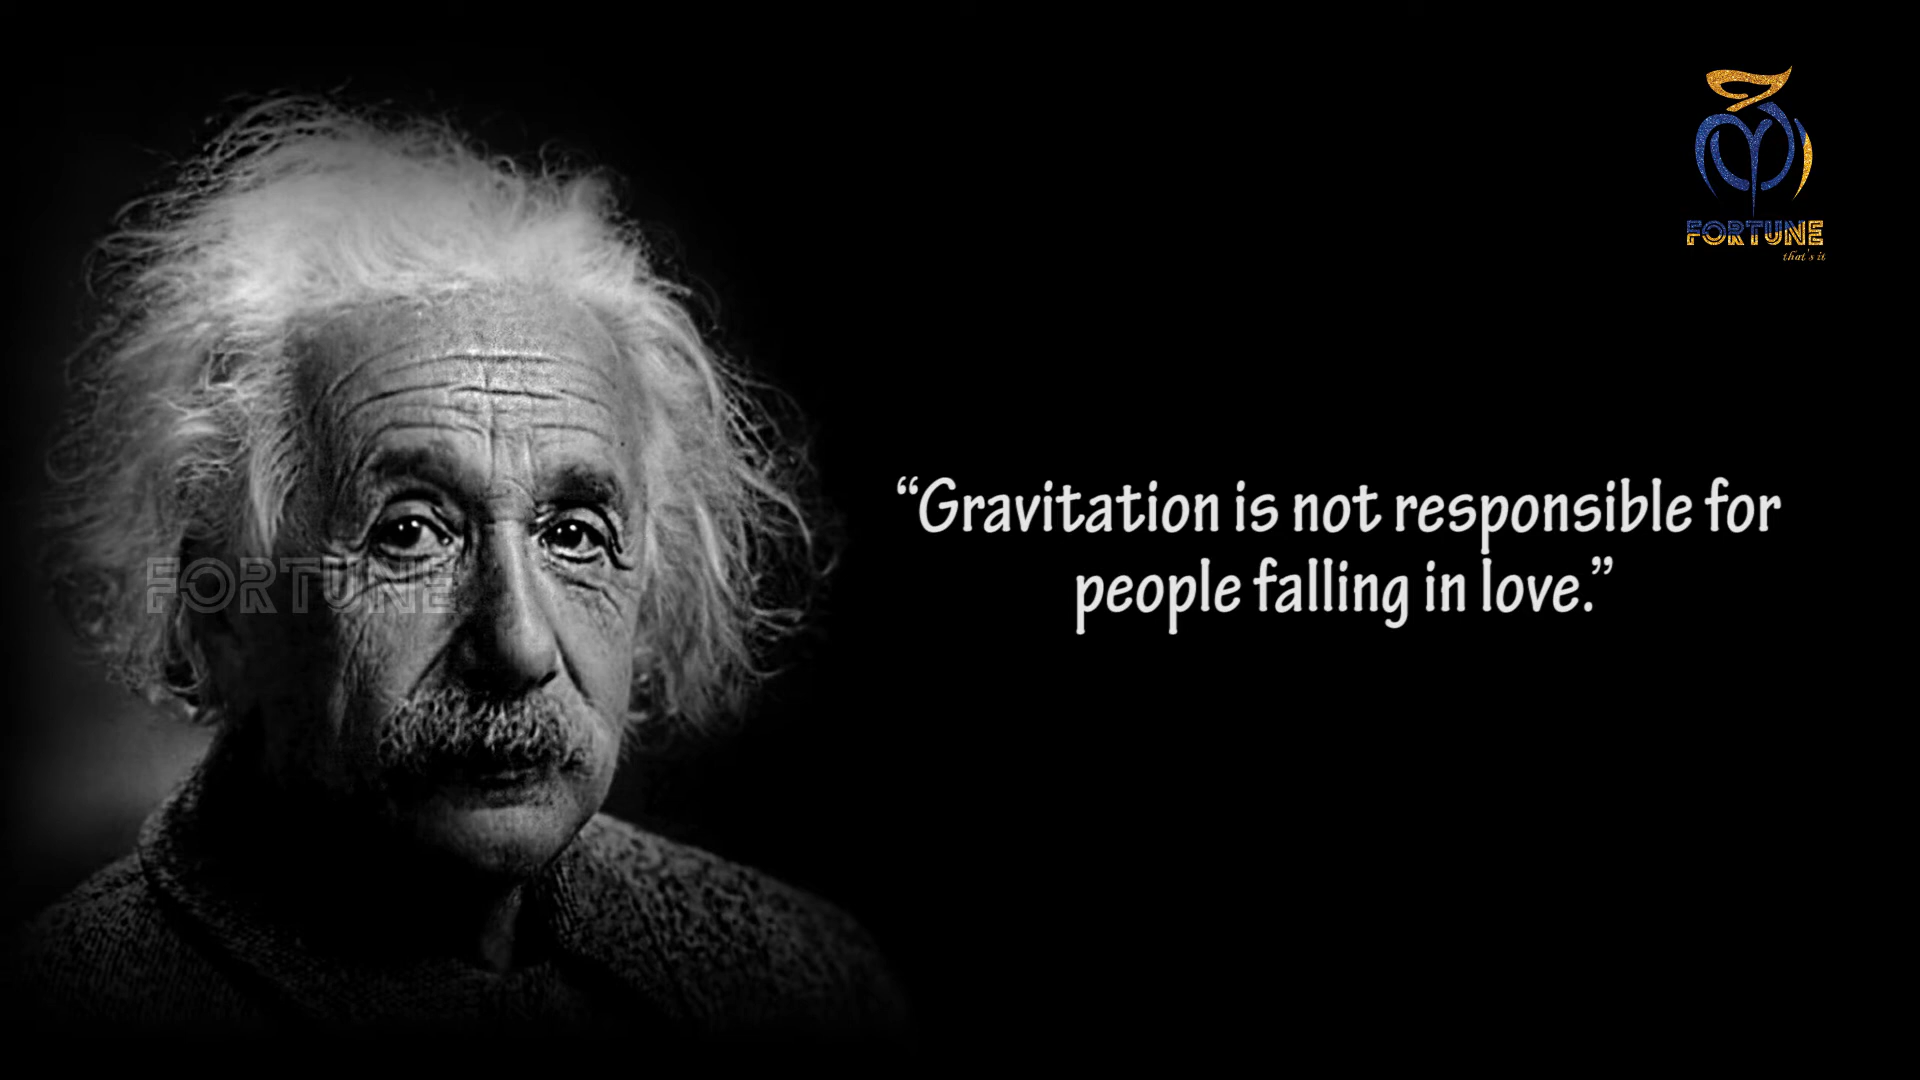 FORTUNE
that's it
“Gravitation is not responsible for
people falling in love.”
FORTUNE